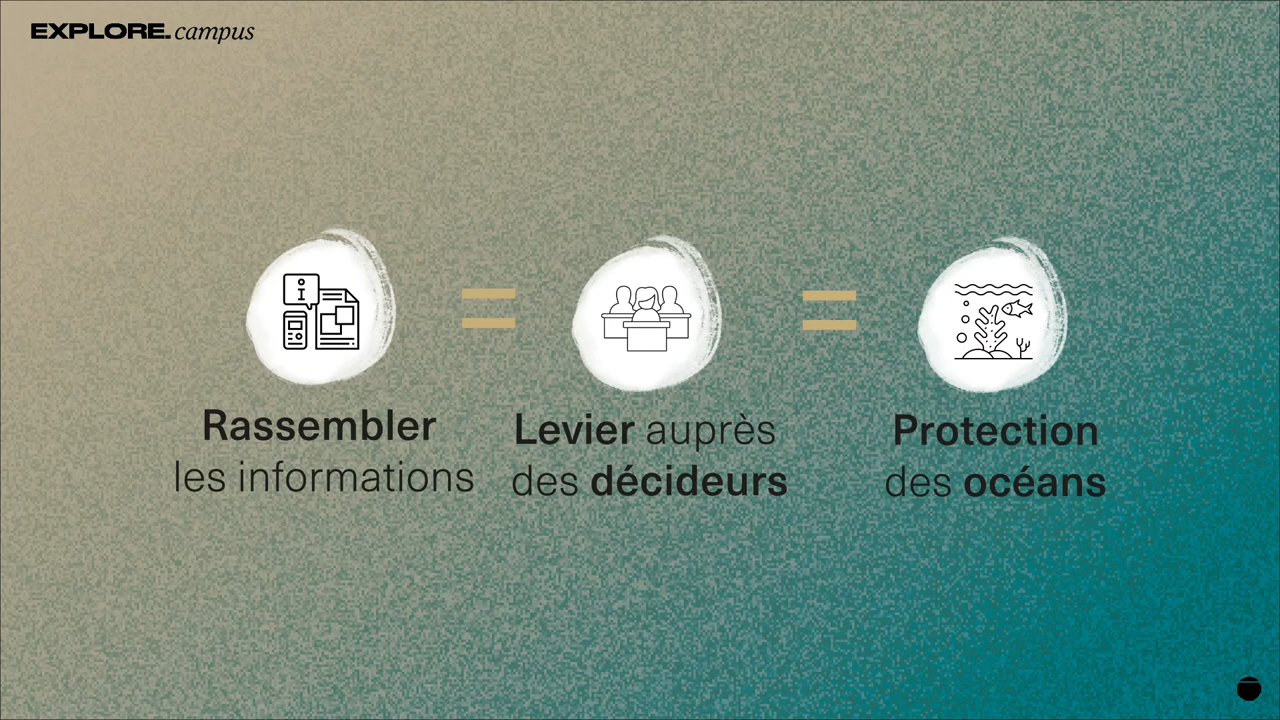 EXPLORE.campus
Rassembler
les informations
Levier auprès
des décideurs
Protection
des océans